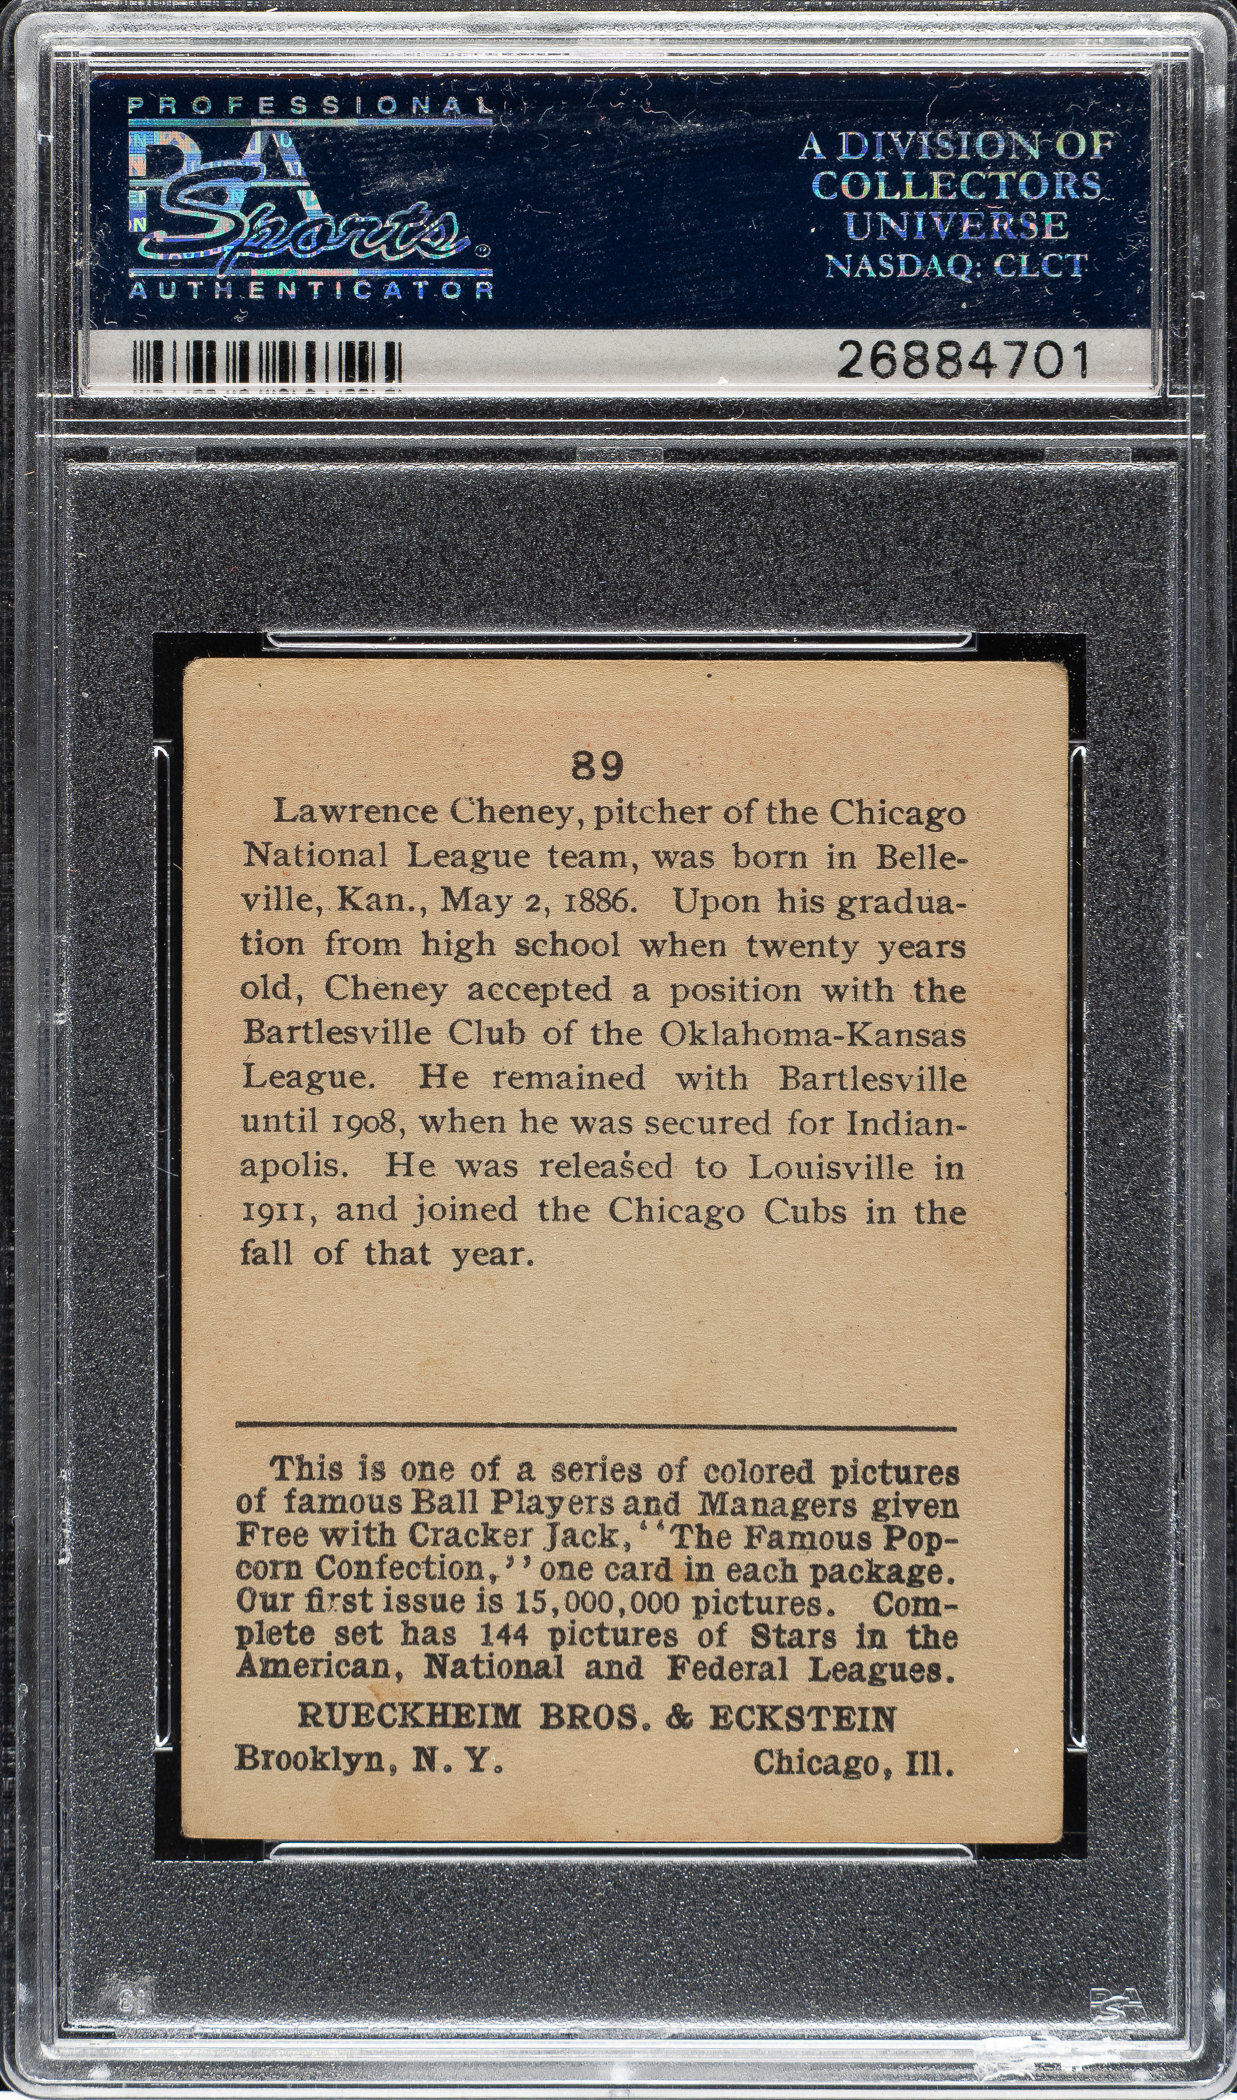 PROFESSIONAL
PSA
Sports®
AUTHENTICATOR
A DIVISION OF
COLLECTORS
UNIVERSE
NASDAQ: CLCT
26884701
89
Lawrence Cheney, pitcher of the Chicago
National League team, was born in Belle-
ville, Kan., May 2, 1886. Upon his gradua-
tion from high school when twenty years
old, Cheney accepted a position with the
Bartlesville Club of the Oklahoma-Kansas
League. He remained with Bartlesville
until 1908, when he was secured for Indian-
apolis. He was released to Louisville in
1911, and joined the Chicago Cubs in the
fall of that year.
This is one of a series of colored pictures
of famous Ball Players and Managers given
Free with Cracker Jack, "The Famous Pop-
corn Confection," one card in each package.
Our first issue is 15,000,000 pictures. Com-
plete set has 144 pictures of Stars in the
American, National and Federal Leagues.
RUECKHEIM BROS. & ECKSTEIN
Brooklyn, N. Y. Chicago, Ill.
PSA